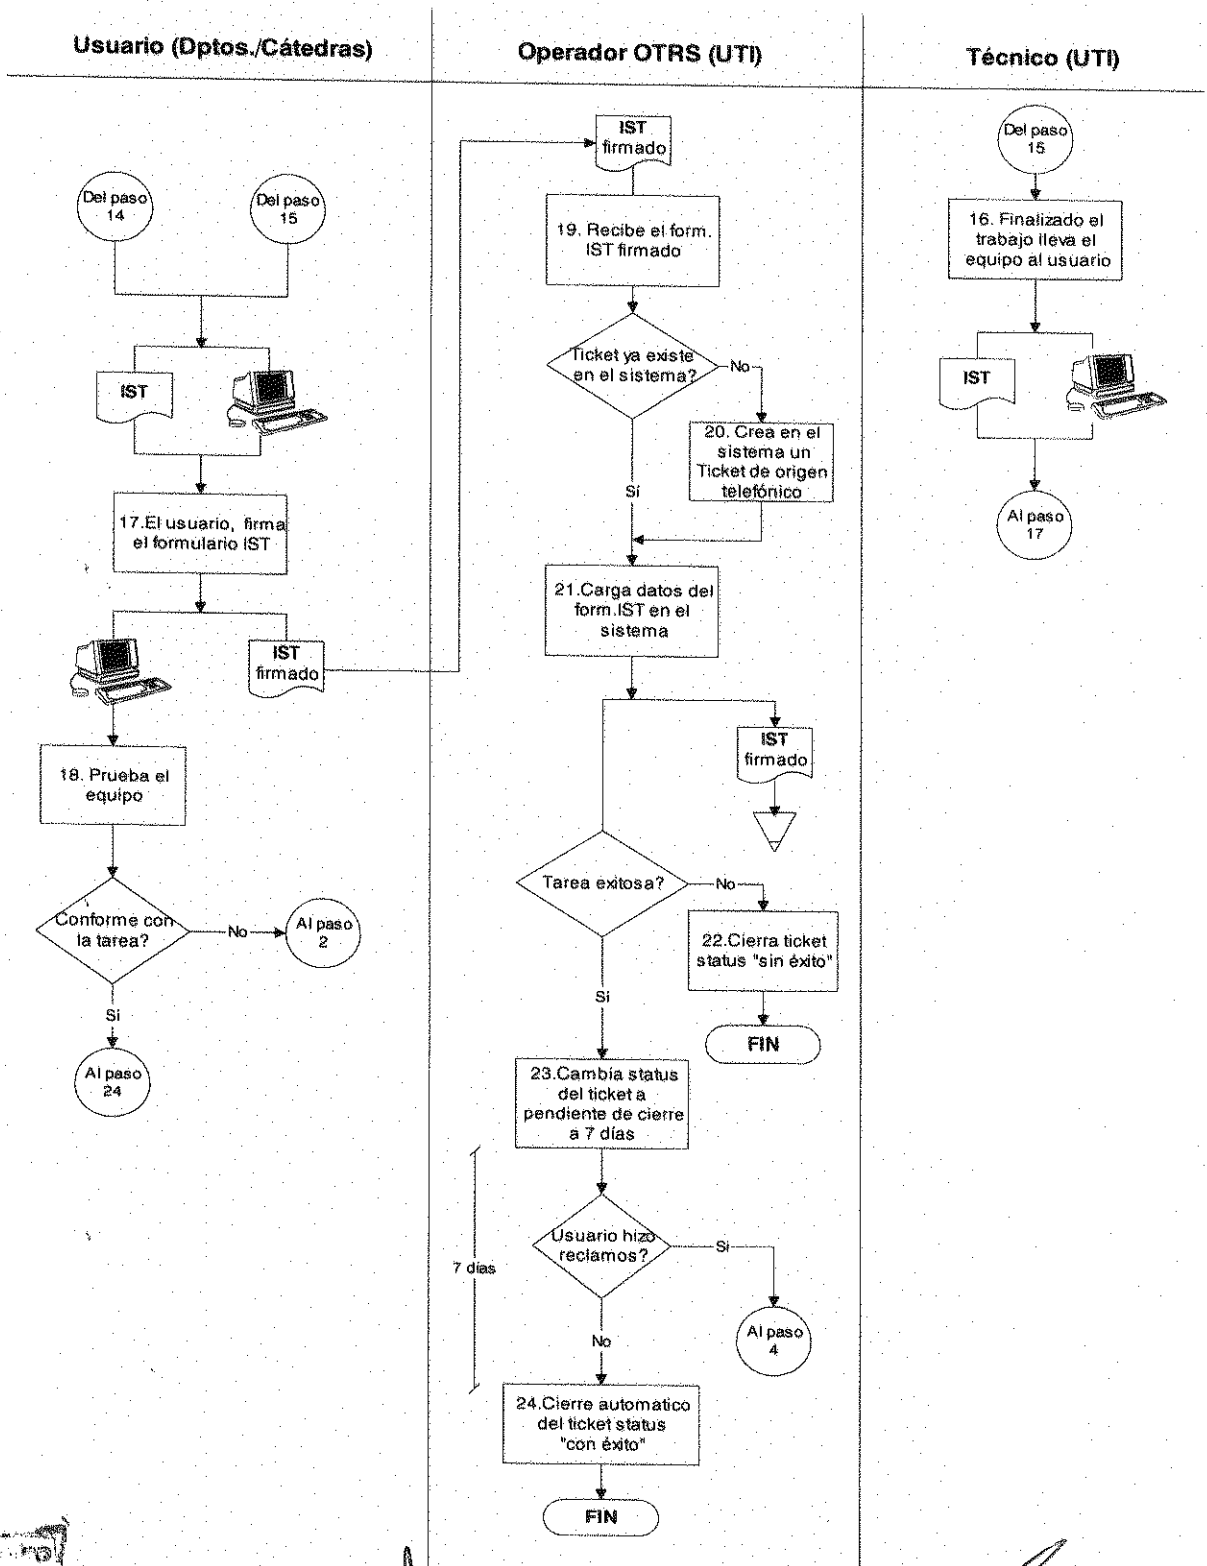 Usuario (Dptos./Cátedras)
Operador OTRS (UTI)
Técnico (UTI)
Del paso
14
Del paso
15
IST
17.El usuario, firma
el formulario IST
IST
firmado
18. Prueba el
equipo
Conforme con
la tarea?
No
Al paso
2
Si
Al paso
24
IST
firmado
19. Recibe el form.
IST firmado
Ticket ya existe
en el sistema?
No
20. Crea en el
sistema un
Ticket de origen
telefónico
Sí
21.Carga datos del
form.IST en el
sistema
IST
firmado
Tarea exitosa?
No
22.Cierra ticket
status "sin éxito"
FIN
Si
23.Cambia status
del ticket a
pendiente de cierre
a 7 días
7 días
Usuario hizo
reclamos?
Si
Al paso
4
No
24.Cierre automatico
del ticket status
"con éxito"
FIN
Del paso
15
16. Finalizado el
trabajo lleva el
equipo al usuario
IST
Al paso
17